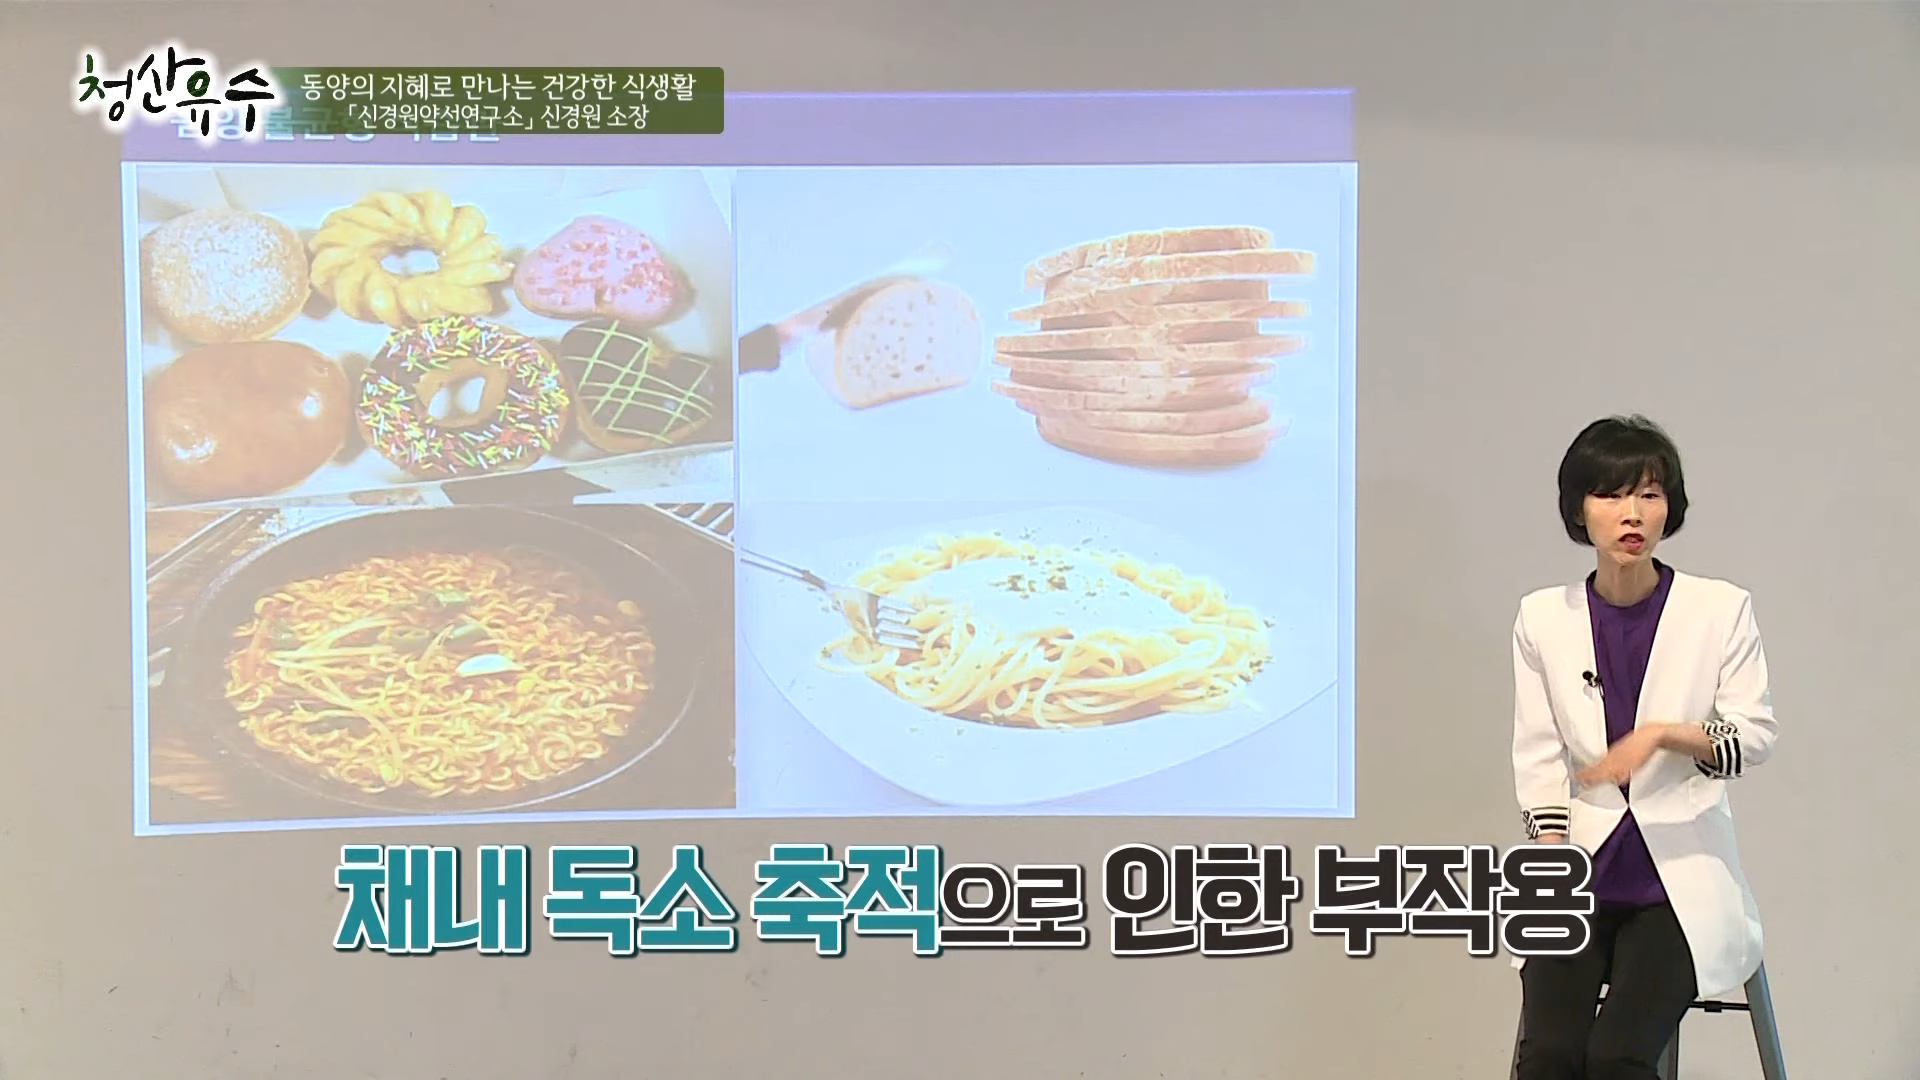 청산유수
동양의 지혜로 만나는 건강한 식생활
「신경원약선연구소」 신경원 소장
채내 독소 축적으로 인한 부작용